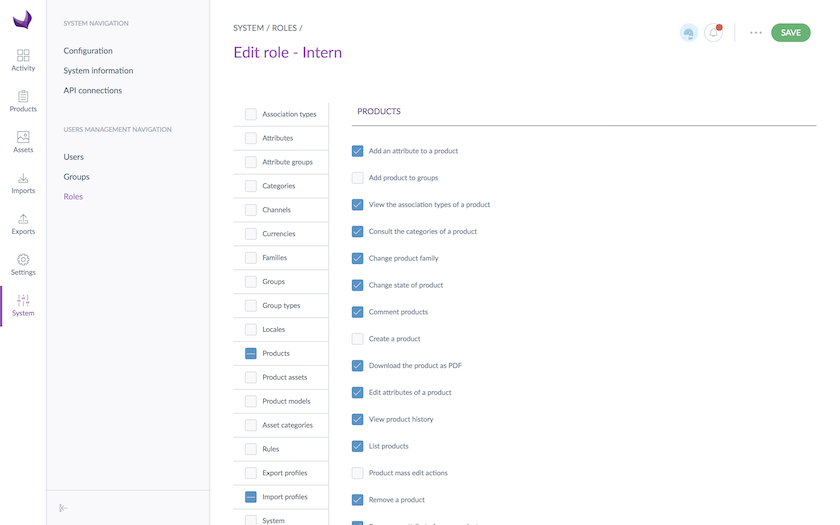 Activity
Products
Assets
Imports
Exports
Settings
System
SYSTEM NAVIGATION
Configuration
System information
API connections
USERS MANAGEMENT NAVIGATION
Users
Groups
Roles
SYSTEM / ROLES /
Edit role - Intern
SAVE
Association types
Attributes
Attribute groups
Categories
Channels
Currencies
Families
Groups
Group types
Locales
Products
Product assets
Product models
Asset categories
Rules
Export profiles
Import profiles
System
PRODUCTS
Add an attribute to a product
Add product to groups
View the association types of a product
Consult the categories of a product
Change product family
Change state of product
Comment products
Create a product
Download the product as PDF
Edit attributes of a product
View product history
List products
Product mass edit actions
Remove a product